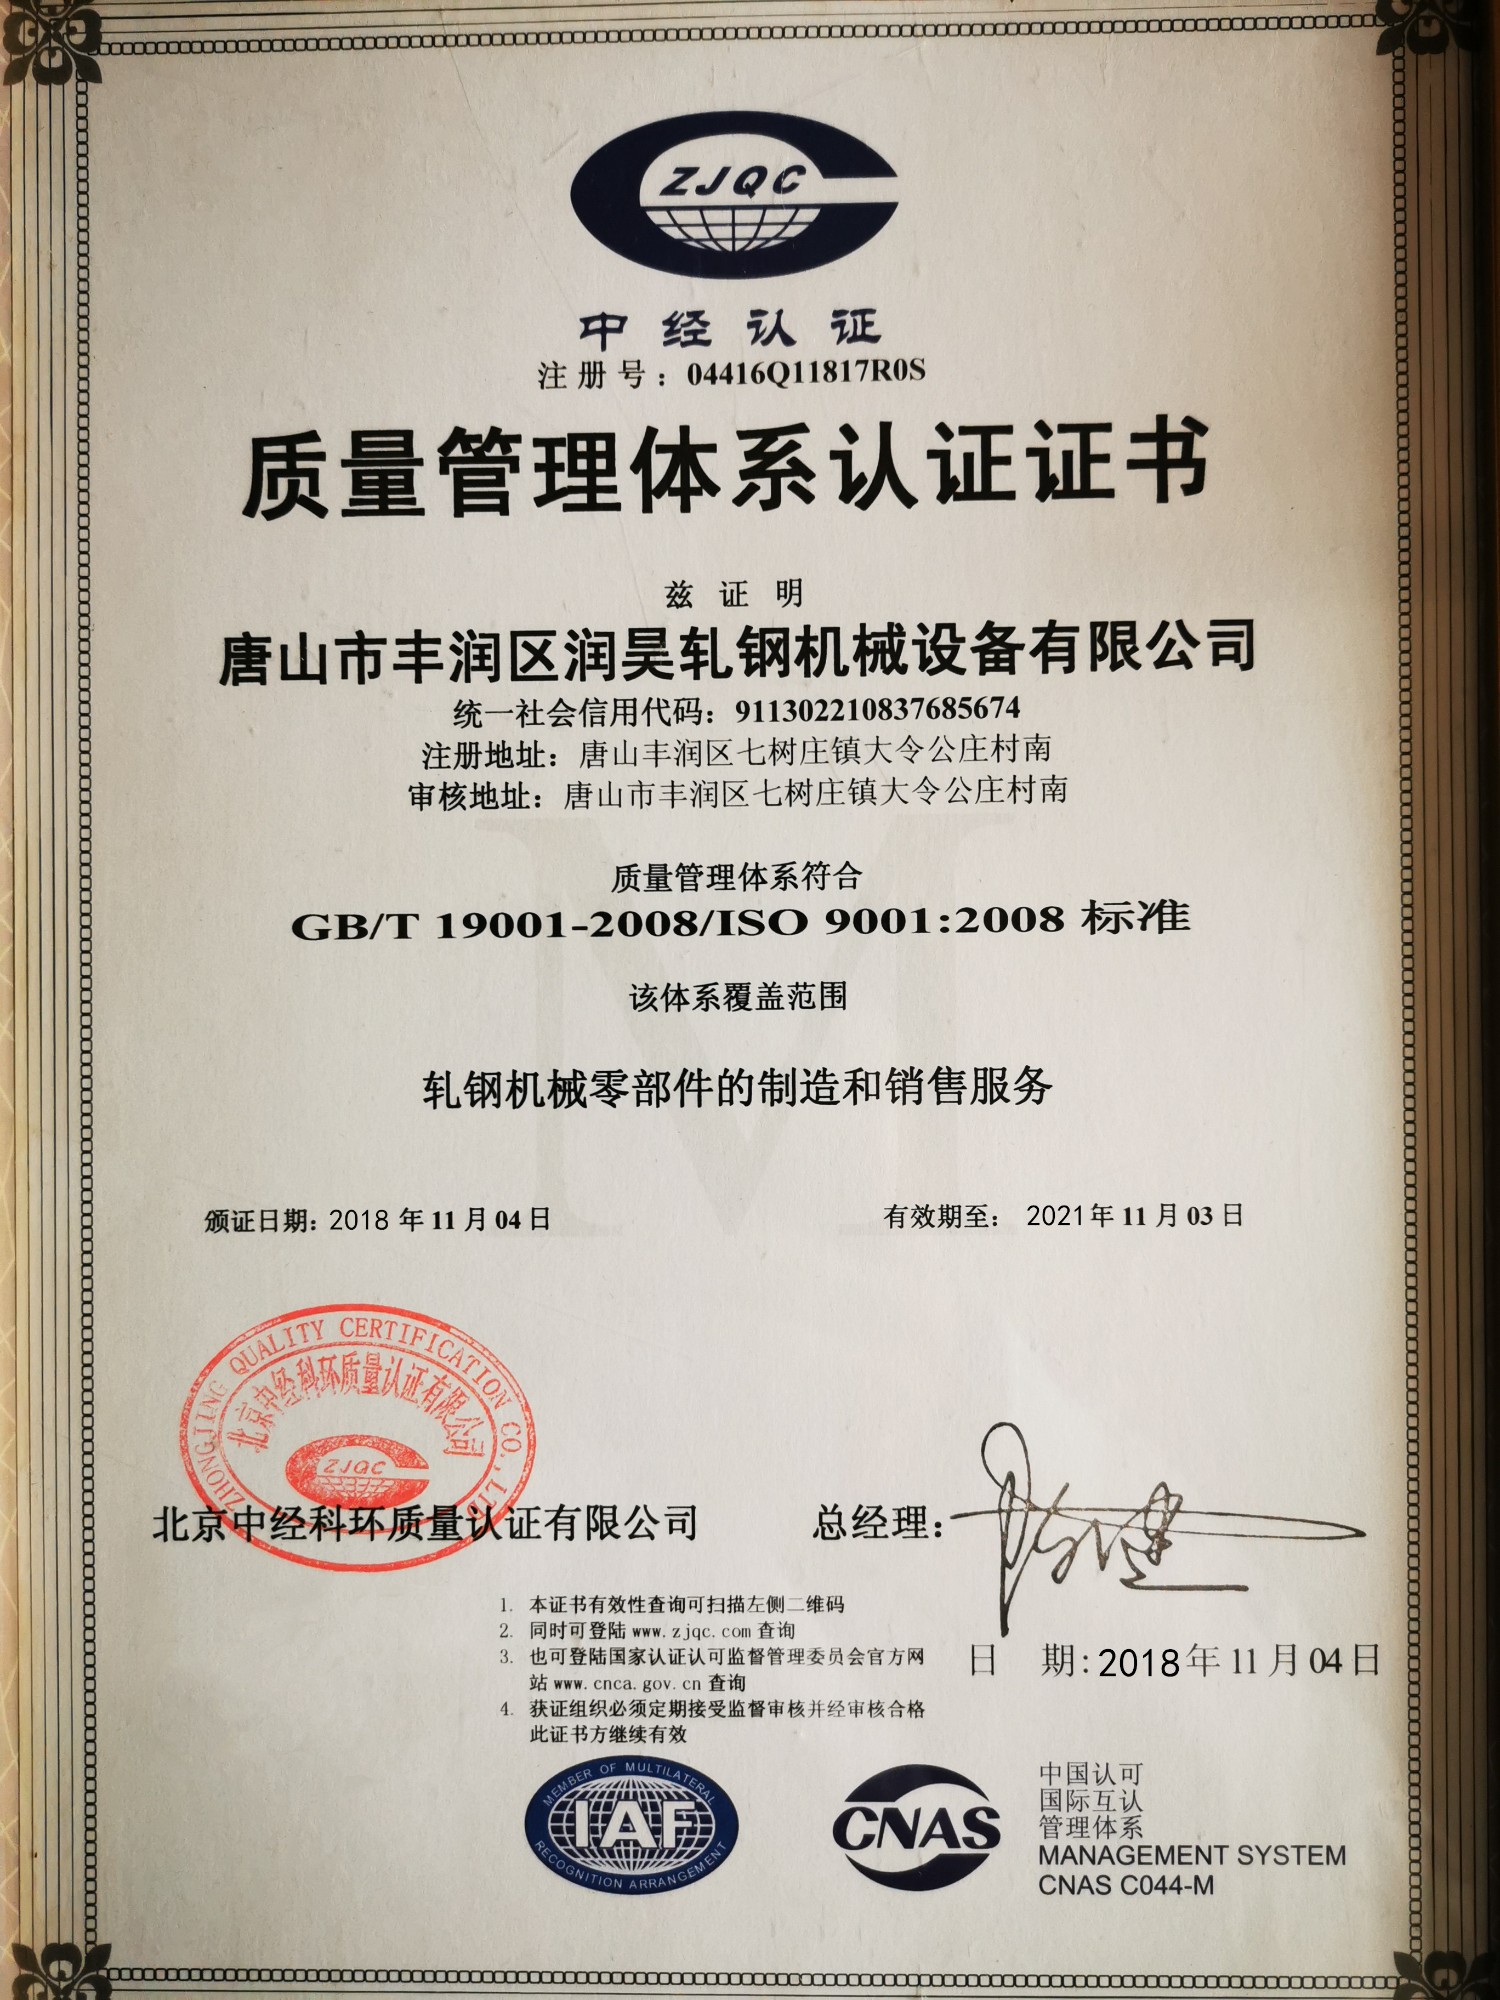 ZJQC
中经认证
注册号：04416Q11817R0S
质量管理体系认证证书
兹证明
唐山市丰润区润昊轧钢机械设备有限公司
统一社会信用代码：911302210837685674
注册地址：唐山丰润区七树庄镇大令公庄村南
审核地址：唐山市丰润区七树庄镇大令公庄村南
质量管理体系符合
GB/T 19001-2008/ISO 9001:2008 标准
该体系覆盖范围
轧钢机械零部件的制造和销售服务
颁证日期：2018 年 11 月 04 日
有效期至：2021 年 11 月 03 日
ZHONGJING QUALITY CERTIFICATION CO.,LTD
北京中经科环质量认证有限公司
ZJQC
北京中经科环质量认证有限公司
总经理：
1. 本证书有效性查询可扫描左侧二维码
2. 同时可登陆 www.zjqc.com 查询
3. 也可登陆国家认证认可监督管理委员会官方网
站 www.cnca.gov.cn 查询
4. 获证组织必须定期接受监督审核并经审核合格
此证书方继续有效
日 期：2018 年 11 月 04 日
MEMBER OF MULTILATERAL
IAF
RECOGNITION ARRANGEMENT
CNAS
中国认可
国际互认
管理体系
MANAGEMENT SYSTEM
CNAS C044-M